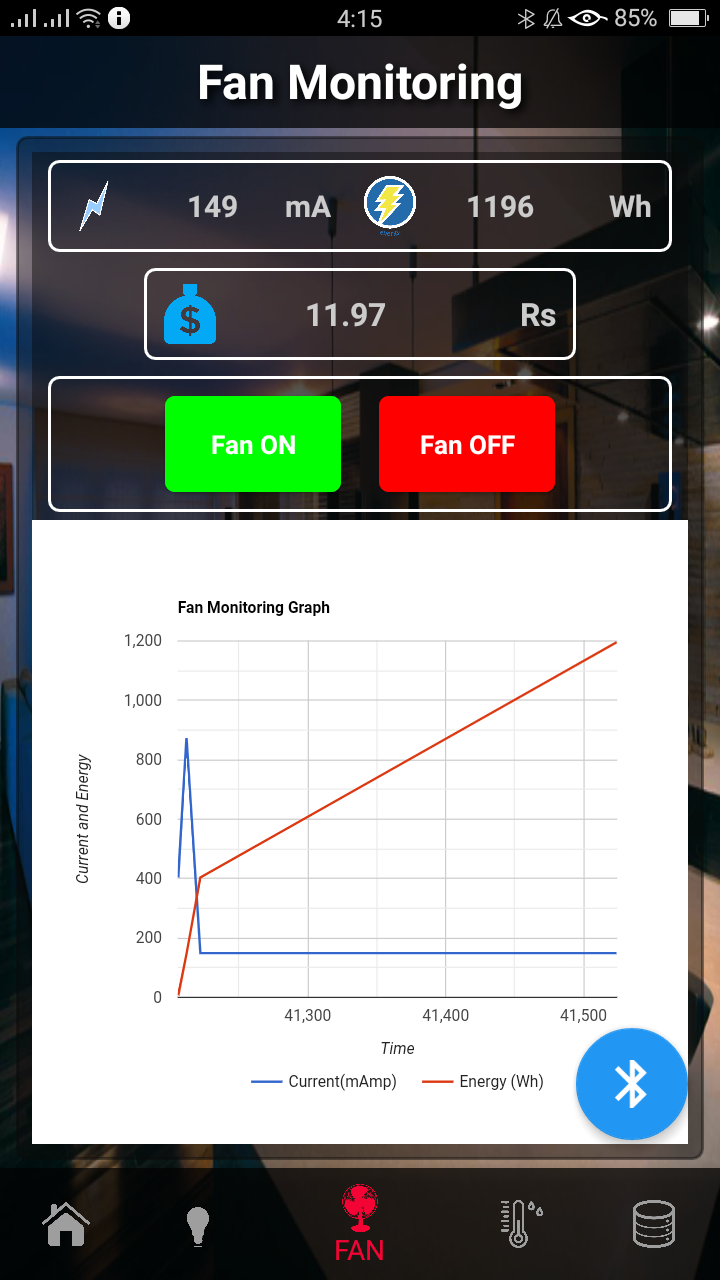 4:15
85%
Fan Monitoring
149 mA 1196 Wh
$ 11.97 Rs
Fan ON Fan OFF
Fan Monitoring Graph
1,200
1,000
800
600
400
200
0
Current and Energy
41,300 41,400 41,500
Time
Current(mAmp) Energy (Wh)
FAN